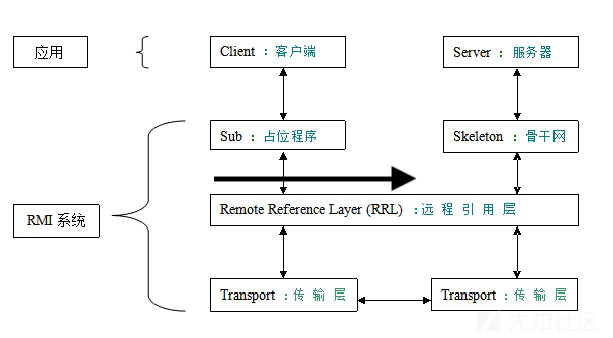 应用
Client ：客户端
Server ：服务器
Sub ：占位程序
Skeleton ：骨干网
RMI 系统
Remote Reference Layer (RRL) ：远 程 引 用 层
Transport ：传 输 层
Transport ：传 输 层
先知社区